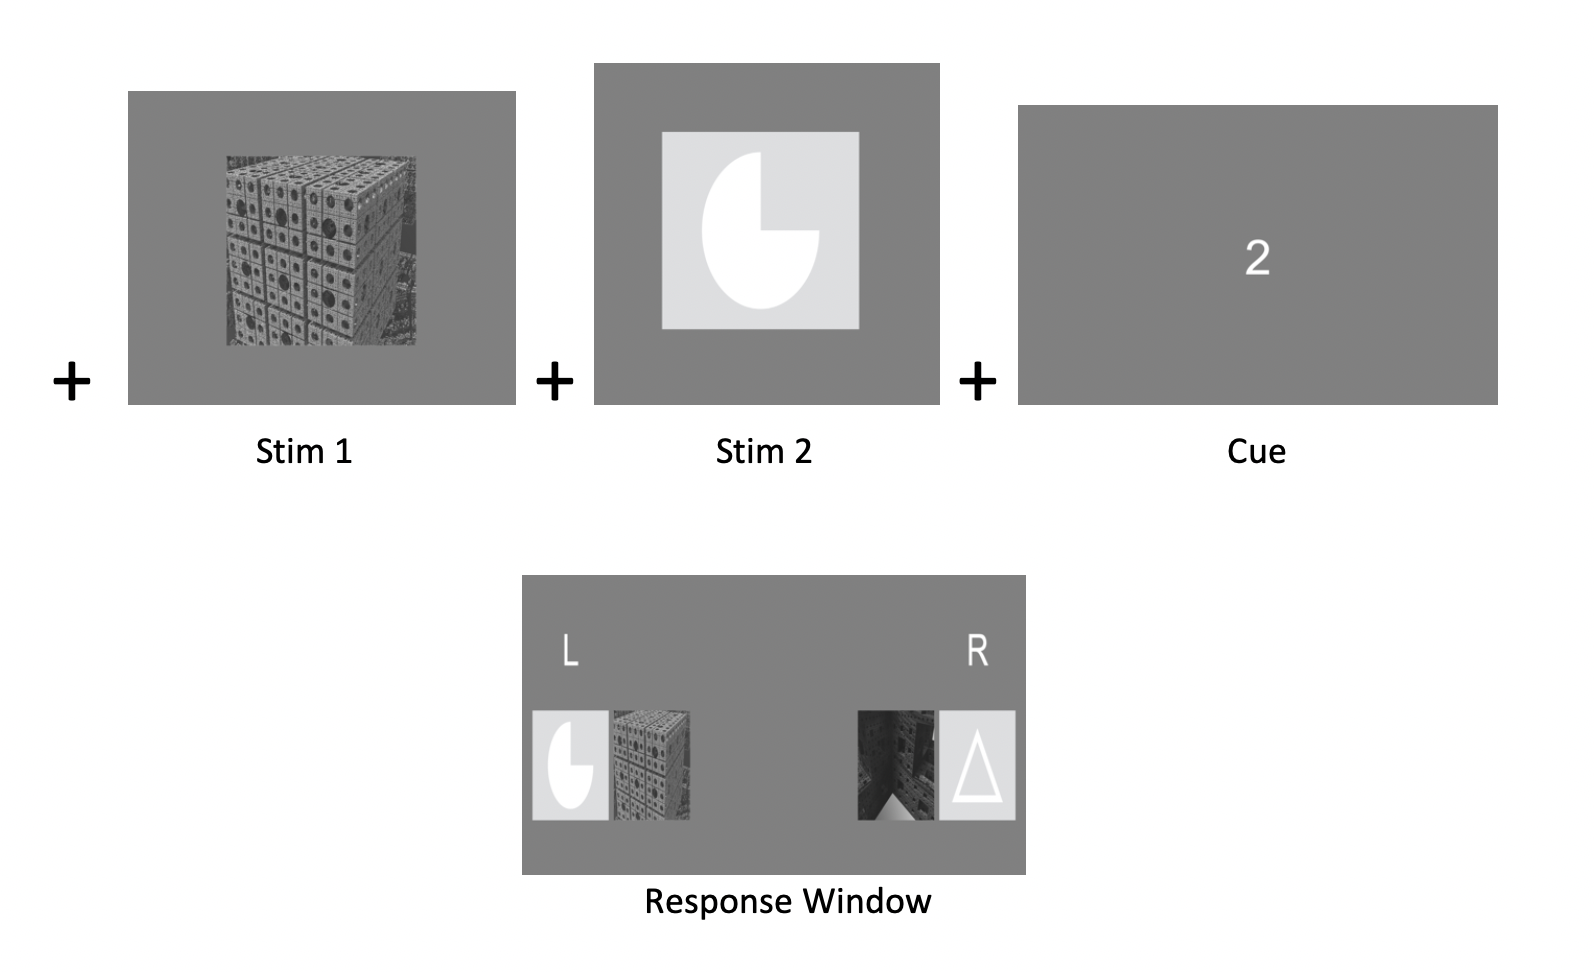 2
+
+
+
Stim 1
Stim 2
Cue
L
R
Response Window